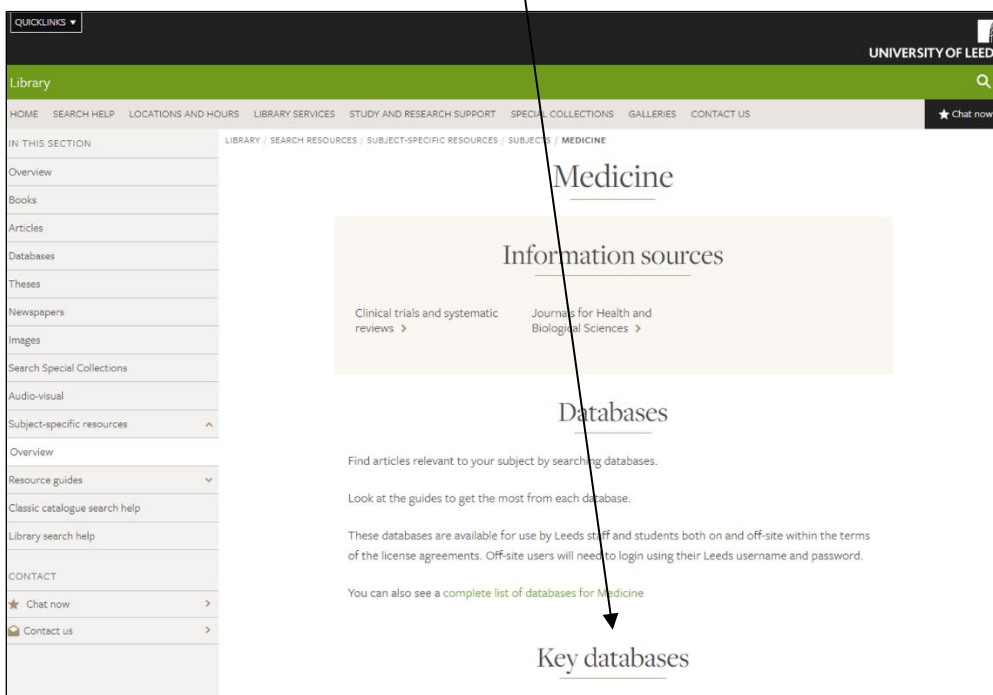 QUICKLINKS ▼
UNIVERSITY OF LEED
Library
HOME SEARCH HELP LOCATIONS AND HOURS LIBRARY SERVICES STUDY AND RESEARCH SUPPORT SPECIAL COLLECTIONS GALLERIES CONTACT US
★ Chat now
IN THIS SECTION
Overview
Books
Articles
Databases
Theses
Newspapers
Images
Search Special Collections
Audio-visual
Subject-specific resources
Overview
Resource guides
Classic catalogue search help
Library search help
CONTACT
★ Chat now >
Contact us >
LIBRARY / SEARCH RESOURCES / SUBJECT-SPECIFIC RESOURCES / SUBJECTS / MEDICINE
Medicine
Information sources
Clinical trials and systematic
reviews >
Journals for Health and
Biological Sciences >
Databases
Find articles relevant to your subject by searching databases.
Look at the guides to get the most from each database.
These databases are available for use by Leeds staff and students both on and off-site within the terms
of the license agreements. Off-site users will need to login using their Leeds username and password.
You can also see a complete list of databases for Medicine
Key databases